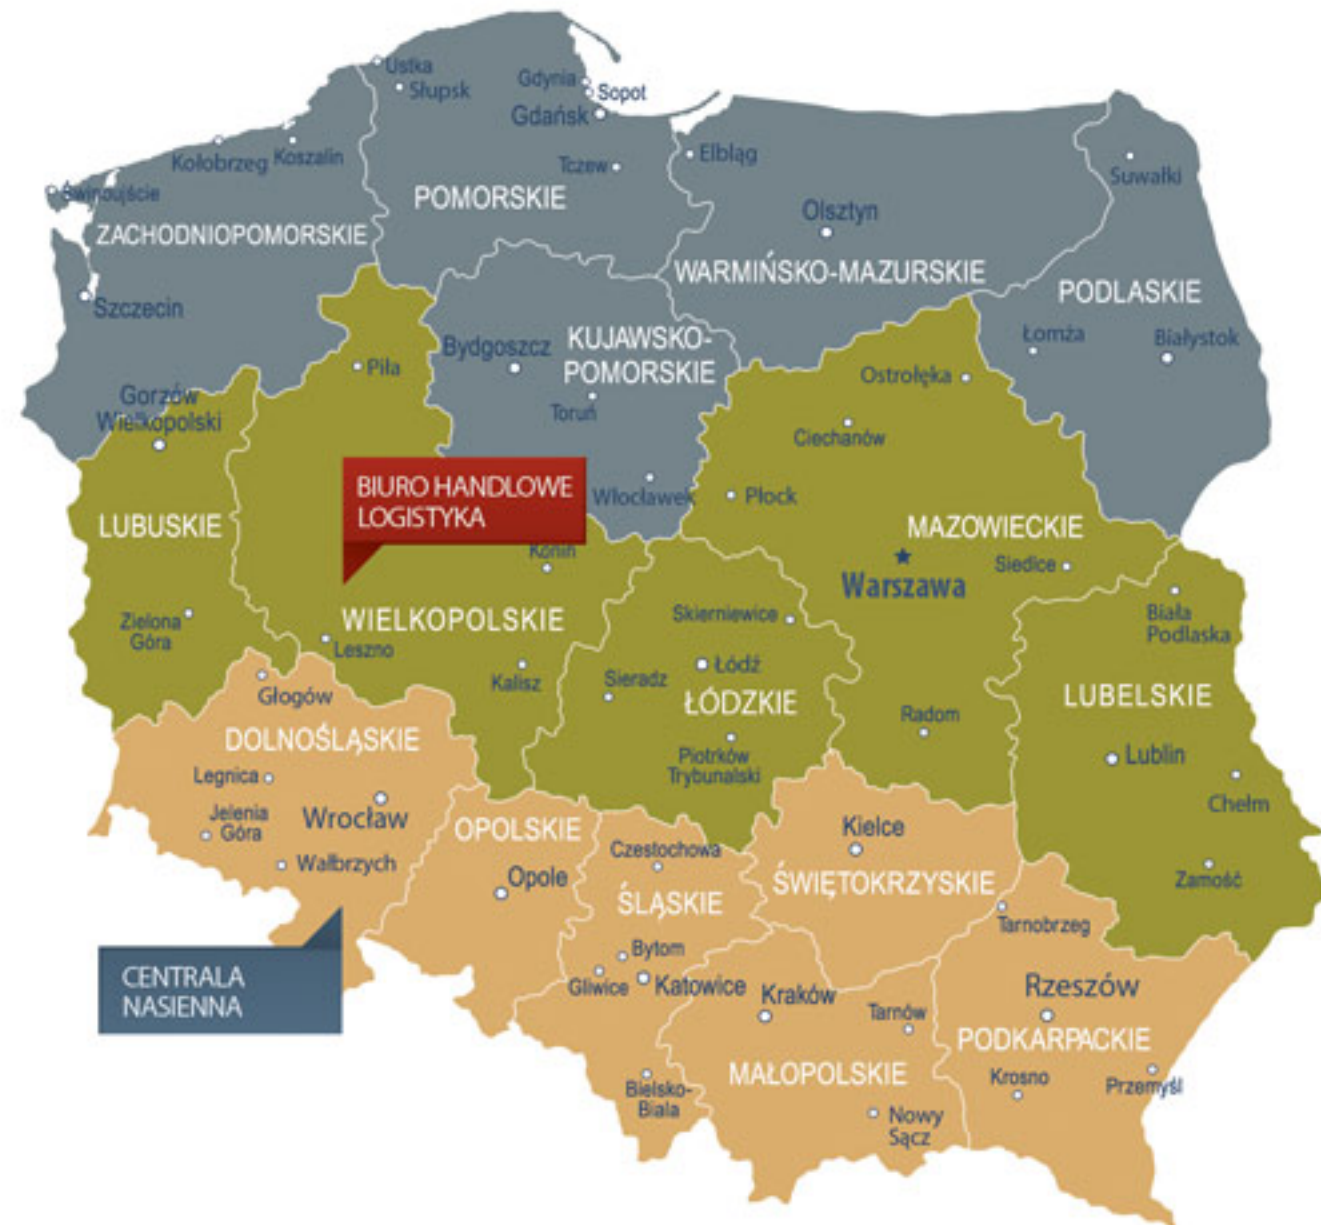 Ustka
Słupsk
Gdynia
Sopot
Gdańsk
Kołobrzeg
Koszalin
Tczew
Elbląg
Suwałki
Świnoujście
POMORSKIE
Olsztyn
ZACHODNIOPOMORSKIE
WARMIŃSKO-MAZURSKIE
PODLASKIE
Szczecin
Bydgoszcz
KUJAWSKO-
POMORSKIE
Łomża
Białystok
Piła
Ostrołęka
Gorzów
Wielkopolski
Toruń
Ciechanów
BIURO HANDLOWE
LOGISTYKA
Włocławek
Płock
LUBUSKIE
MAZOWIECKIE
Konin
Siedlce
Warszawa
Zielona
Góra
WIELKOPOLSKIE
Skierniewice
Biała
Podlaska
Leszno
Kalisz
Sieradz
Łódź
Głogów
ŁÓDZKIE
LUBELSKIE
Radom
DOLNOŚLĄSKIE
Piotrków
Trybunalski
Lublin
Legnica
Chełm
Jelenia
Góra
Wrocław
OPOLSKIE
Kielce
Wałbrzych
Opole
Czestochowa
ŚWIĘTOKRZYSKIE
Zamość
ŚLĄSKIE
Tarnobrzeg
CENTRALA
NASIENNA
Bytom
Gliwice
Katowice
Kraków
Tarnów
Rzeszów
PODKARPACKIE
MAŁOPOLSKIE
Bielsko-
Biala
Krosno
Przemyśl
Nowy
Sącz